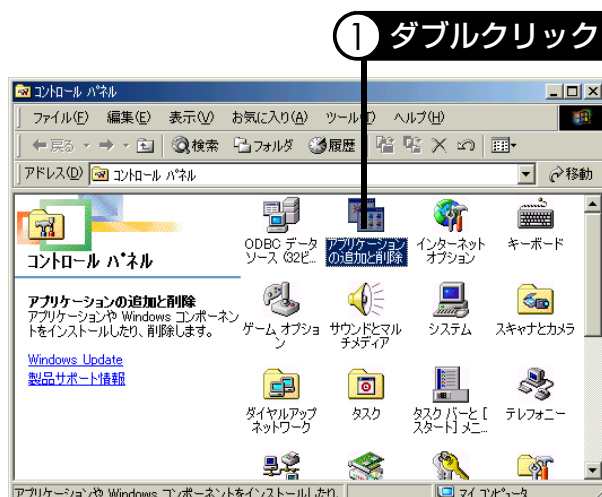 ① ダブルクリック
コントロール パネル
ファイル(F) 編集(E) 表示(V) お気に入り(A) ツール(T) ヘルプ(H)
戻る 検索 フォルダ 履歴
アドレス(D) コントロール パネル 移動
コントロール パネル
アプリケーションの追加と削除
アプリケーションや Windows コンポーネン
トをインストールしたり、削除します。
Windows Update
製品サポート情報
ODBC データ
ソース (32ビ...
アプリケーション
の追加と削除
インターネット
オプション
キーボード
ゲーム オプショ
ン
サウンドとマル
チメディア
システム
スキャナとカメラ
ダイヤルアップ
ネットワーク
タスク
タスク バーと [
スタート] メニ...
テレフォニー
アプリケーションや Windows コンポーネントをインストールしたり、
マイ コンピュータ